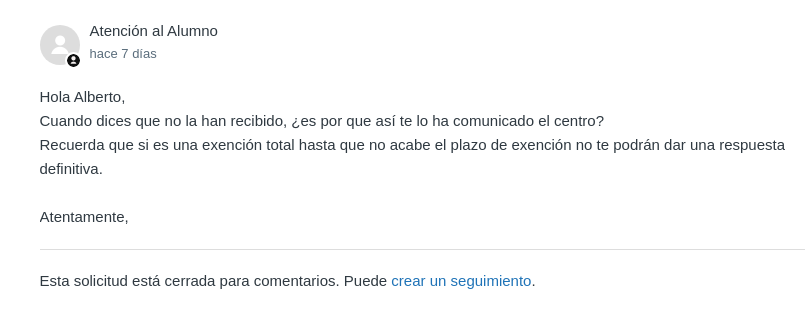 Atención al Alumno
hace 7 días
Hola Alberto,
Cuando dices que no la han recibido, ¿es por que así te lo ha comunicado el centro?
Recuerda que si es una exención total hasta que no acabe el plazo de exención no te podrán dar una respuesta
definitiva.
Atentamente,
Esta solicitud está cerrada para comentarios. Puede crear un seguimiento.